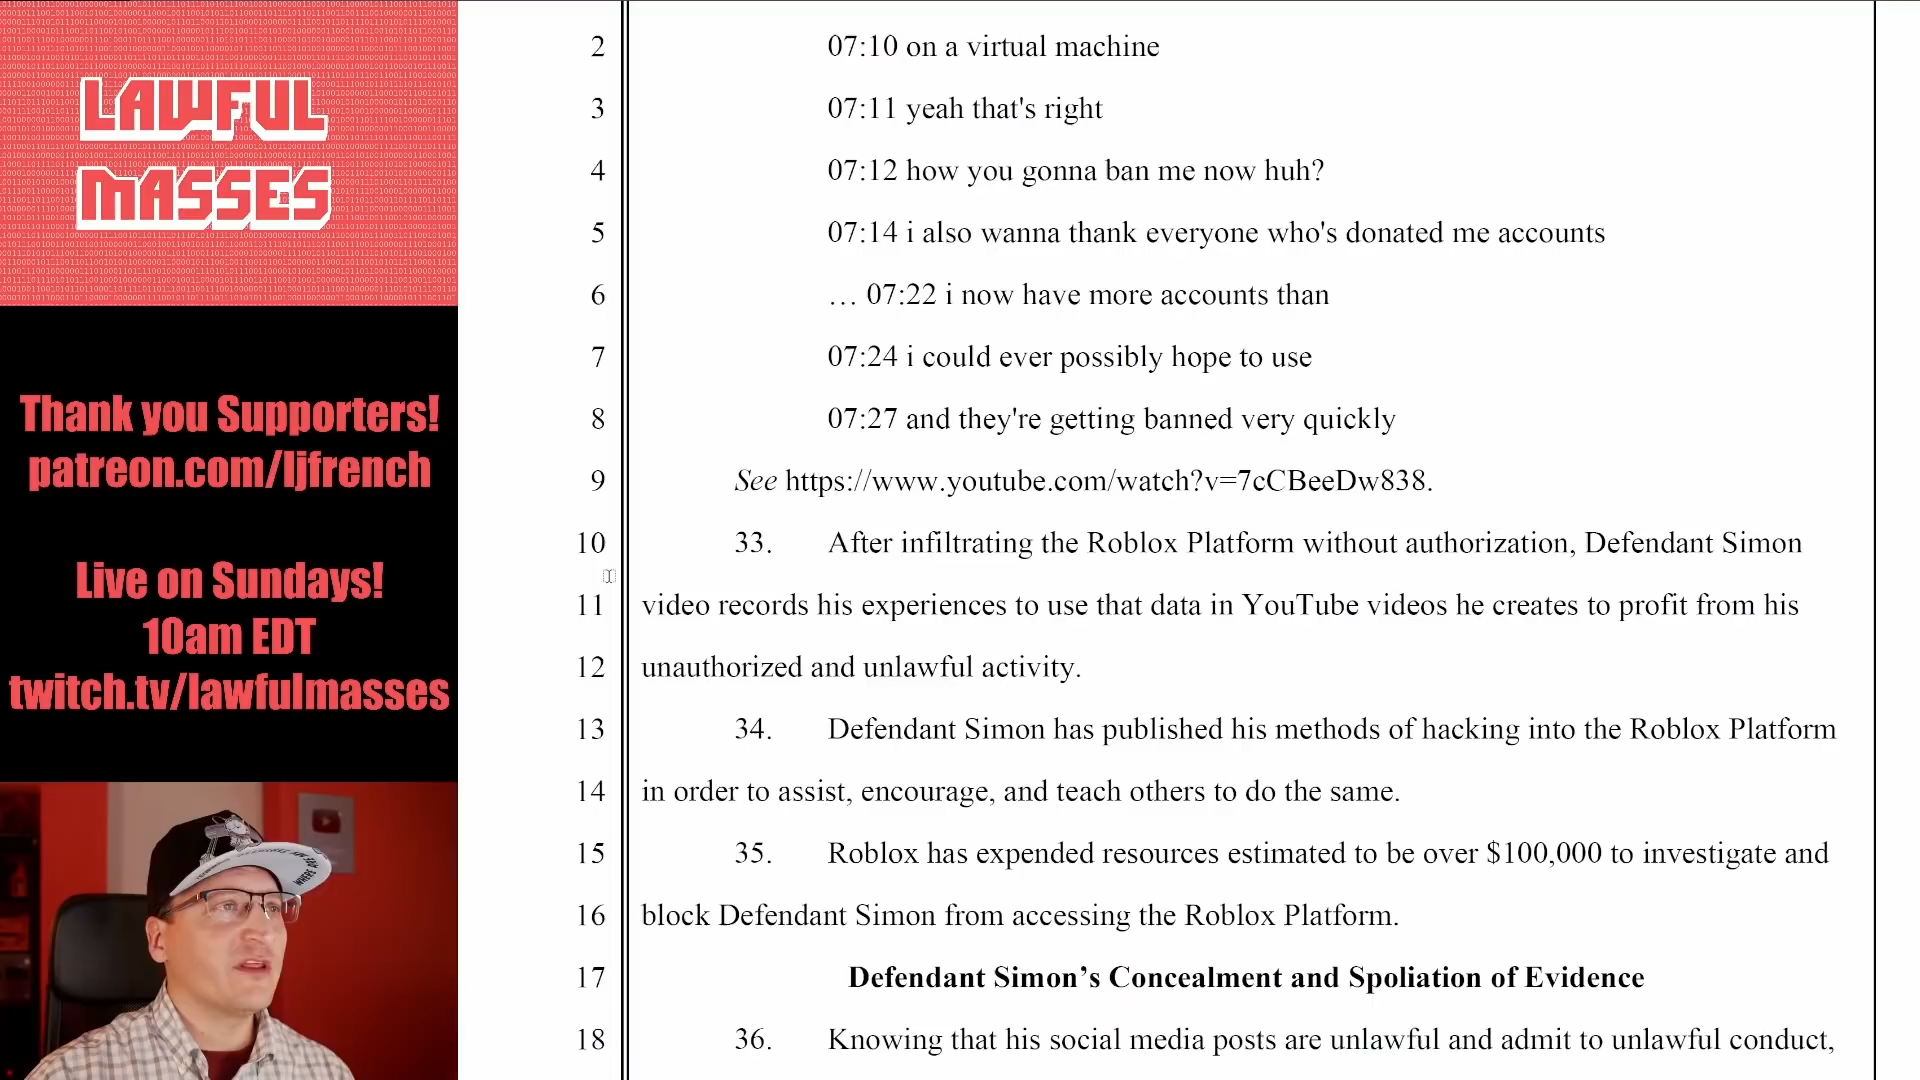 LAWFUL
MASSES
Thank you Supporters!
patreon.com/ljfrench
Live on Sundays!
10am EDT
twitch.tv/lawfulmasses
2 07:10 on a virtual machine
3 07:11 yeah that's right
4 07:12 how you gonna ban me now huh?
5 07:14 i also wanna thank everyone who's donated me accounts
6 … 07:22 i now have more accounts than
7 07:24 i could ever possibly hope to use
8 07:27 and they're getting banned very quickly
9 See https://www.youtube.com/watch?v=7cCBeeDw838.
10 33. After infiltrating the Roblox Platform without authorization, Defendant Simon
11 video records his experiences to use that data in YouTube videos he creates to profit from his
12 unauthorized and unlawful activity.
13 34. Defendant Simon has published his methods of hacking into the Roblox Platform
14 in order to assist, encourage, and teach others to do the same.
15 35. Roblox has expended resources estimated to be over $100,000 to investigate and
16 block Defendant Simon from accessing the Roblox Platform.
17 Defendant Simon’s Concealment and Spoliation of Evidence
18 36. Knowing that his social media posts are unlawful and admit to unlawful conduct,